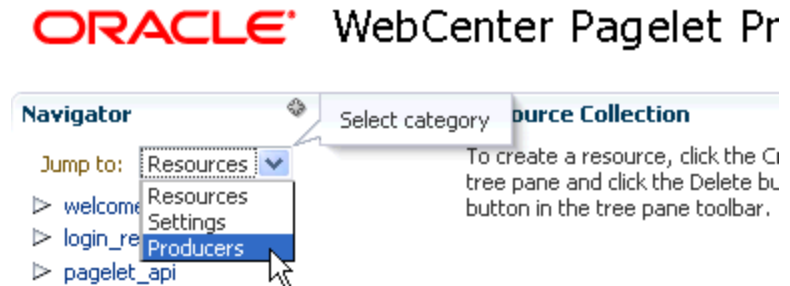 ORACLE WebCenter Pagelet Pr
Navigator
Select category
ource Collection
Jump to: Resources
Resources
Settings
Producers
welcome
login_re
pagelet_api
To create a resource, click the C
tree pane and click the Delete bu
button in the tree pane toolbar.